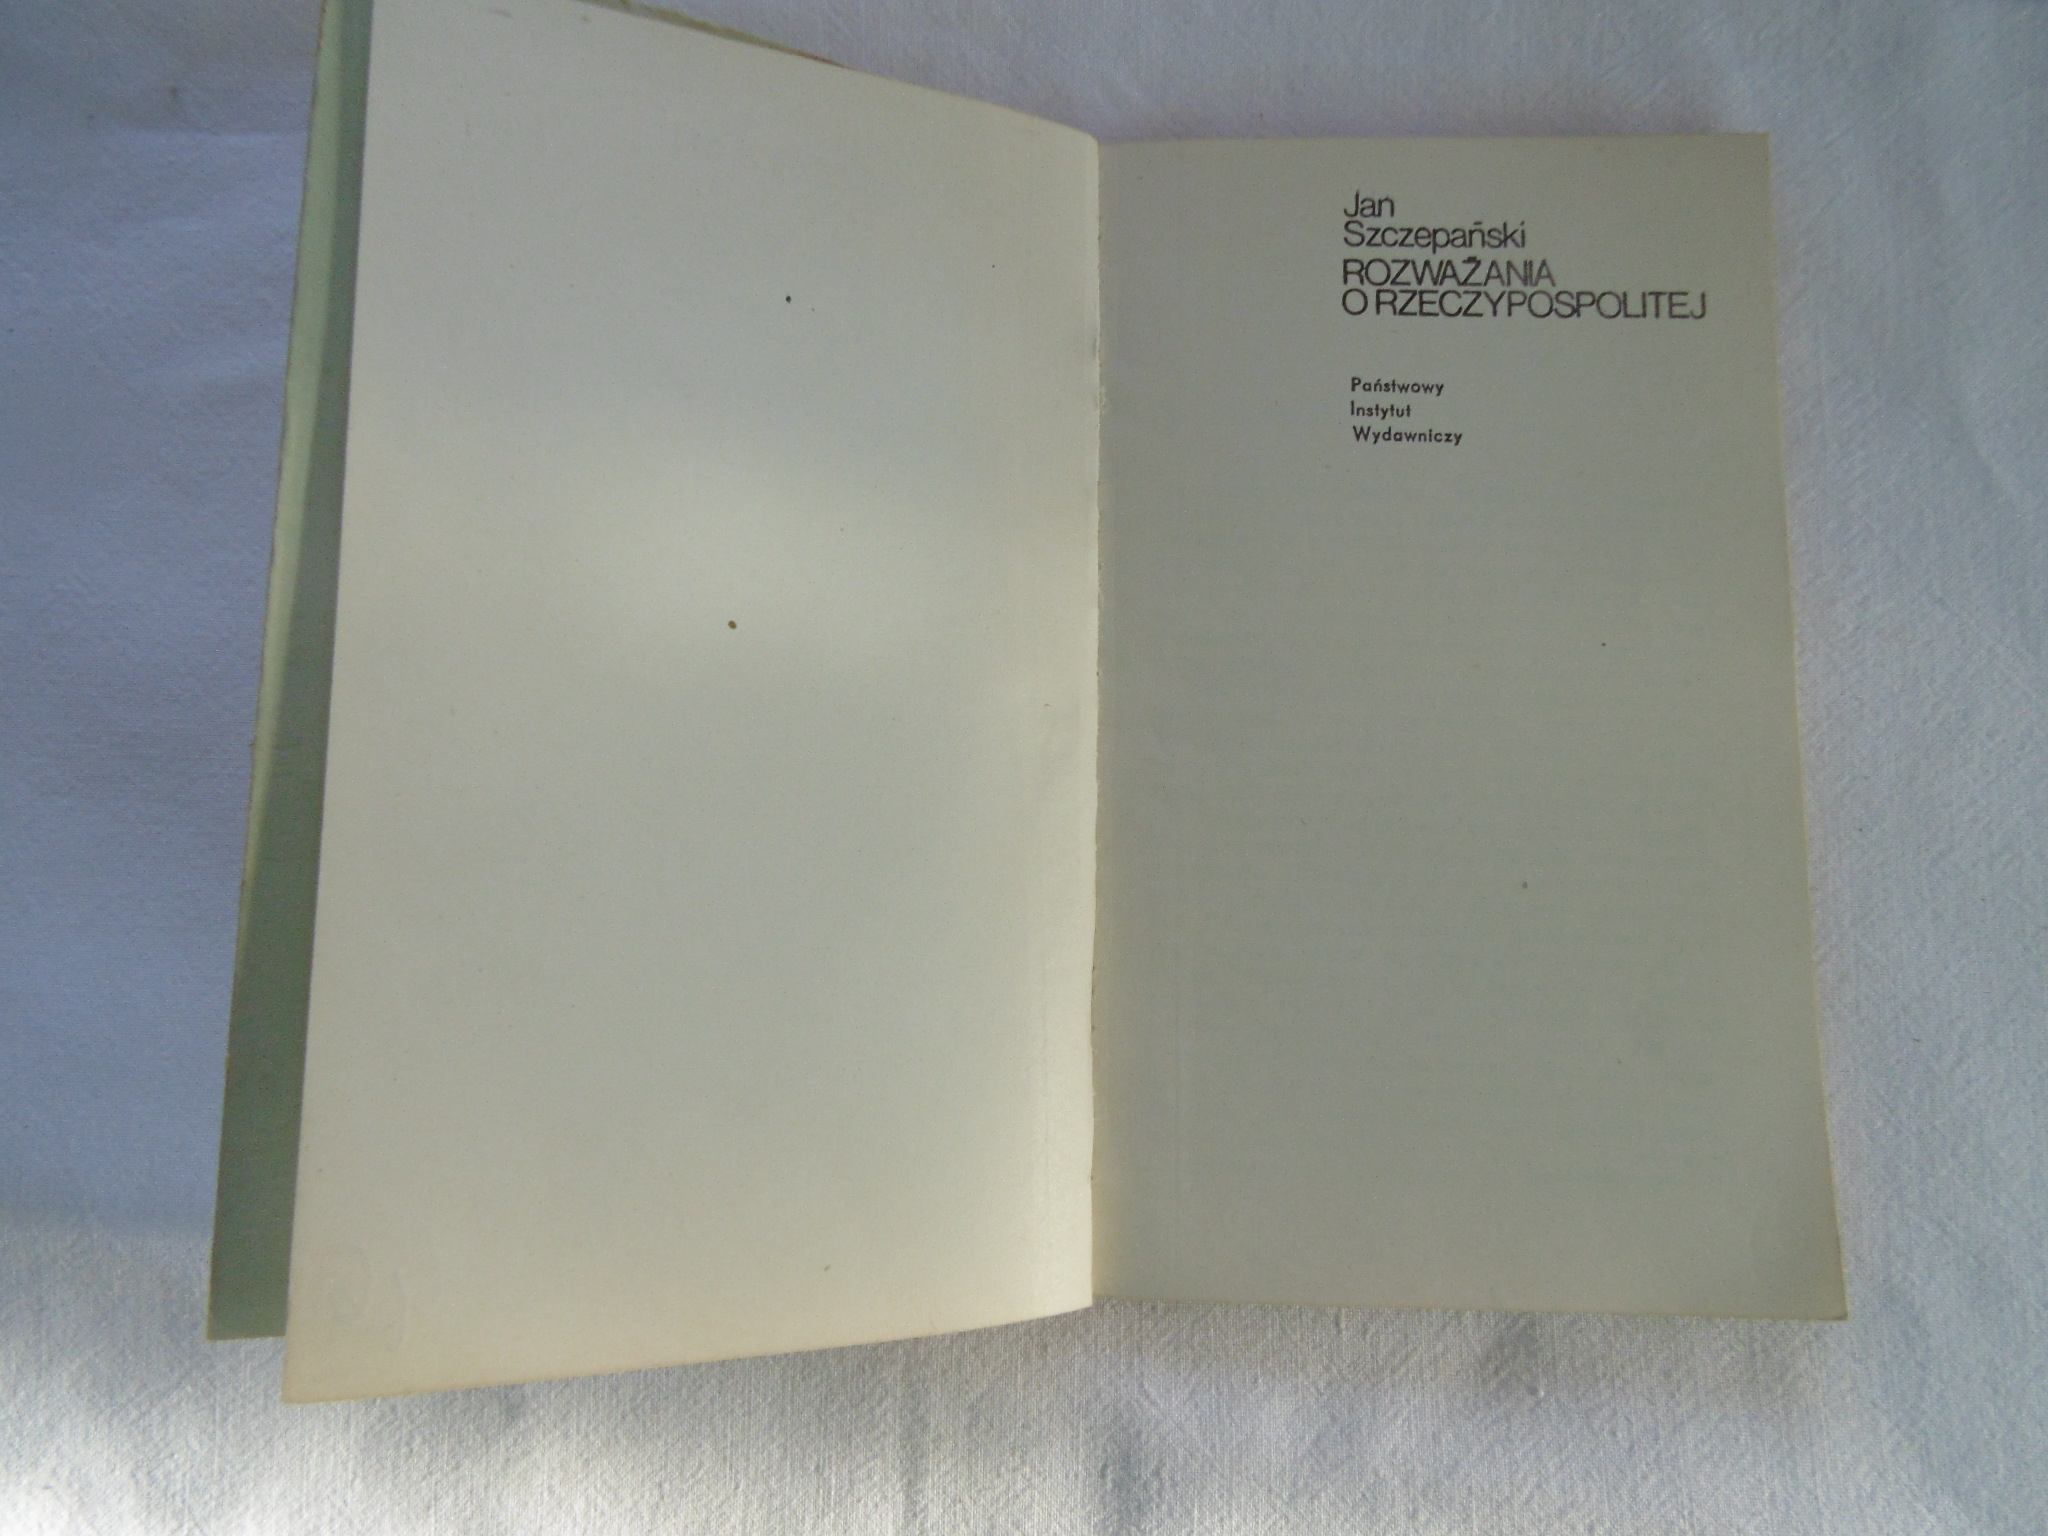 Jan
Szczepański
ROZWAŻANIA
O RZECZYPOSPOLITEJ
Państwowy
Instytut
Wydawniczy